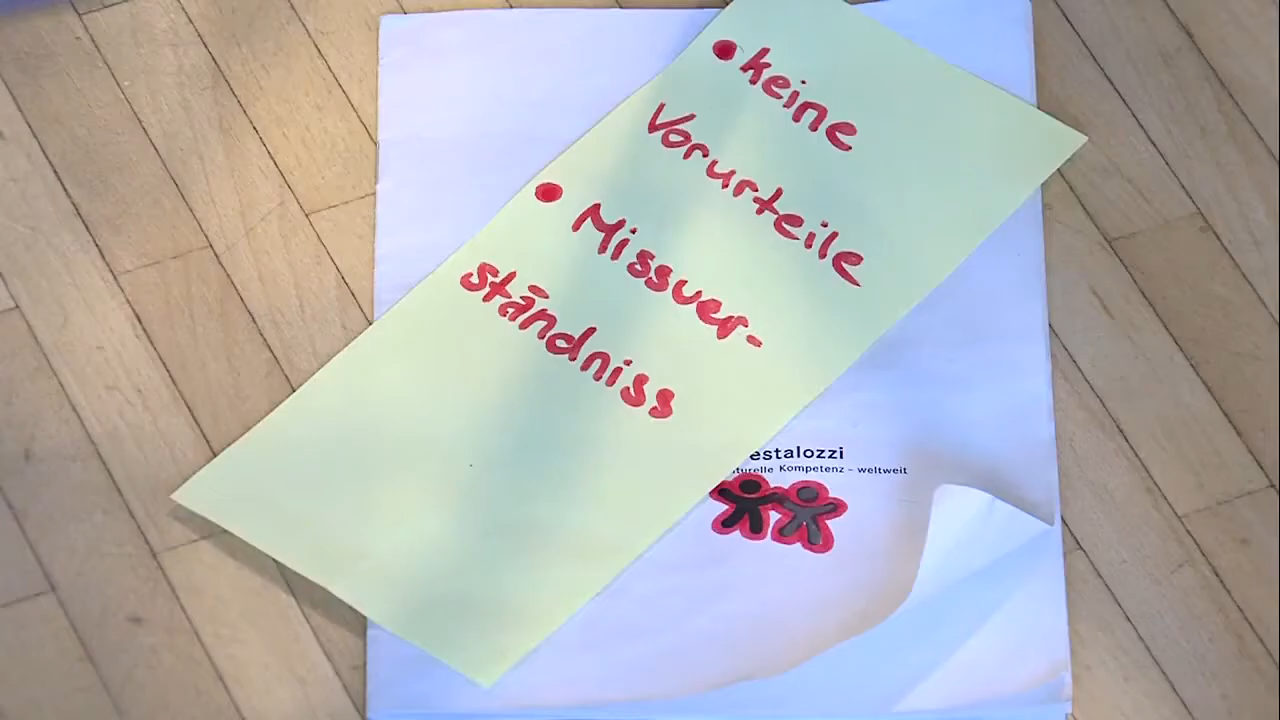 • keine
Vorurteile
• Missver-
ständniss
estalozzi
turelle Kompetenz – weltweit